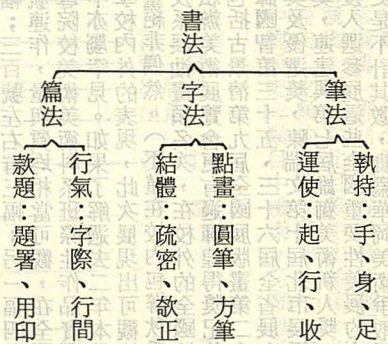 書法
筆法
執持：手、身、足
運使：起、行、收
字法
點畫：圓筆、方筆
結體：疏密、欹正
篇法
行氣：字際、行間
款題：題署、用印